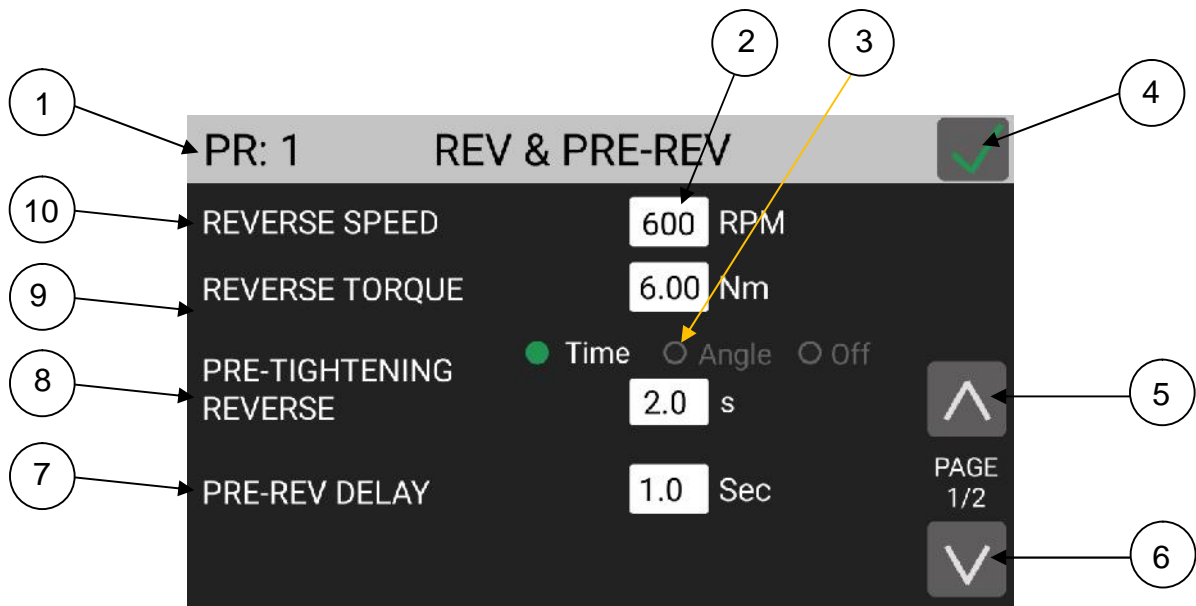 2 3
1 4
PR: 1 REV & PRE-REV
10 REVERSE SPEED 600 RPM
9 REVERSE TORQUE 6.00 Nm
Time Angle Off
8 PRE-TIGHTENING
REVERSE 2.0 s 5
7 PRE-REV DELAY 1.0 Sec
PAGE
1/2
6